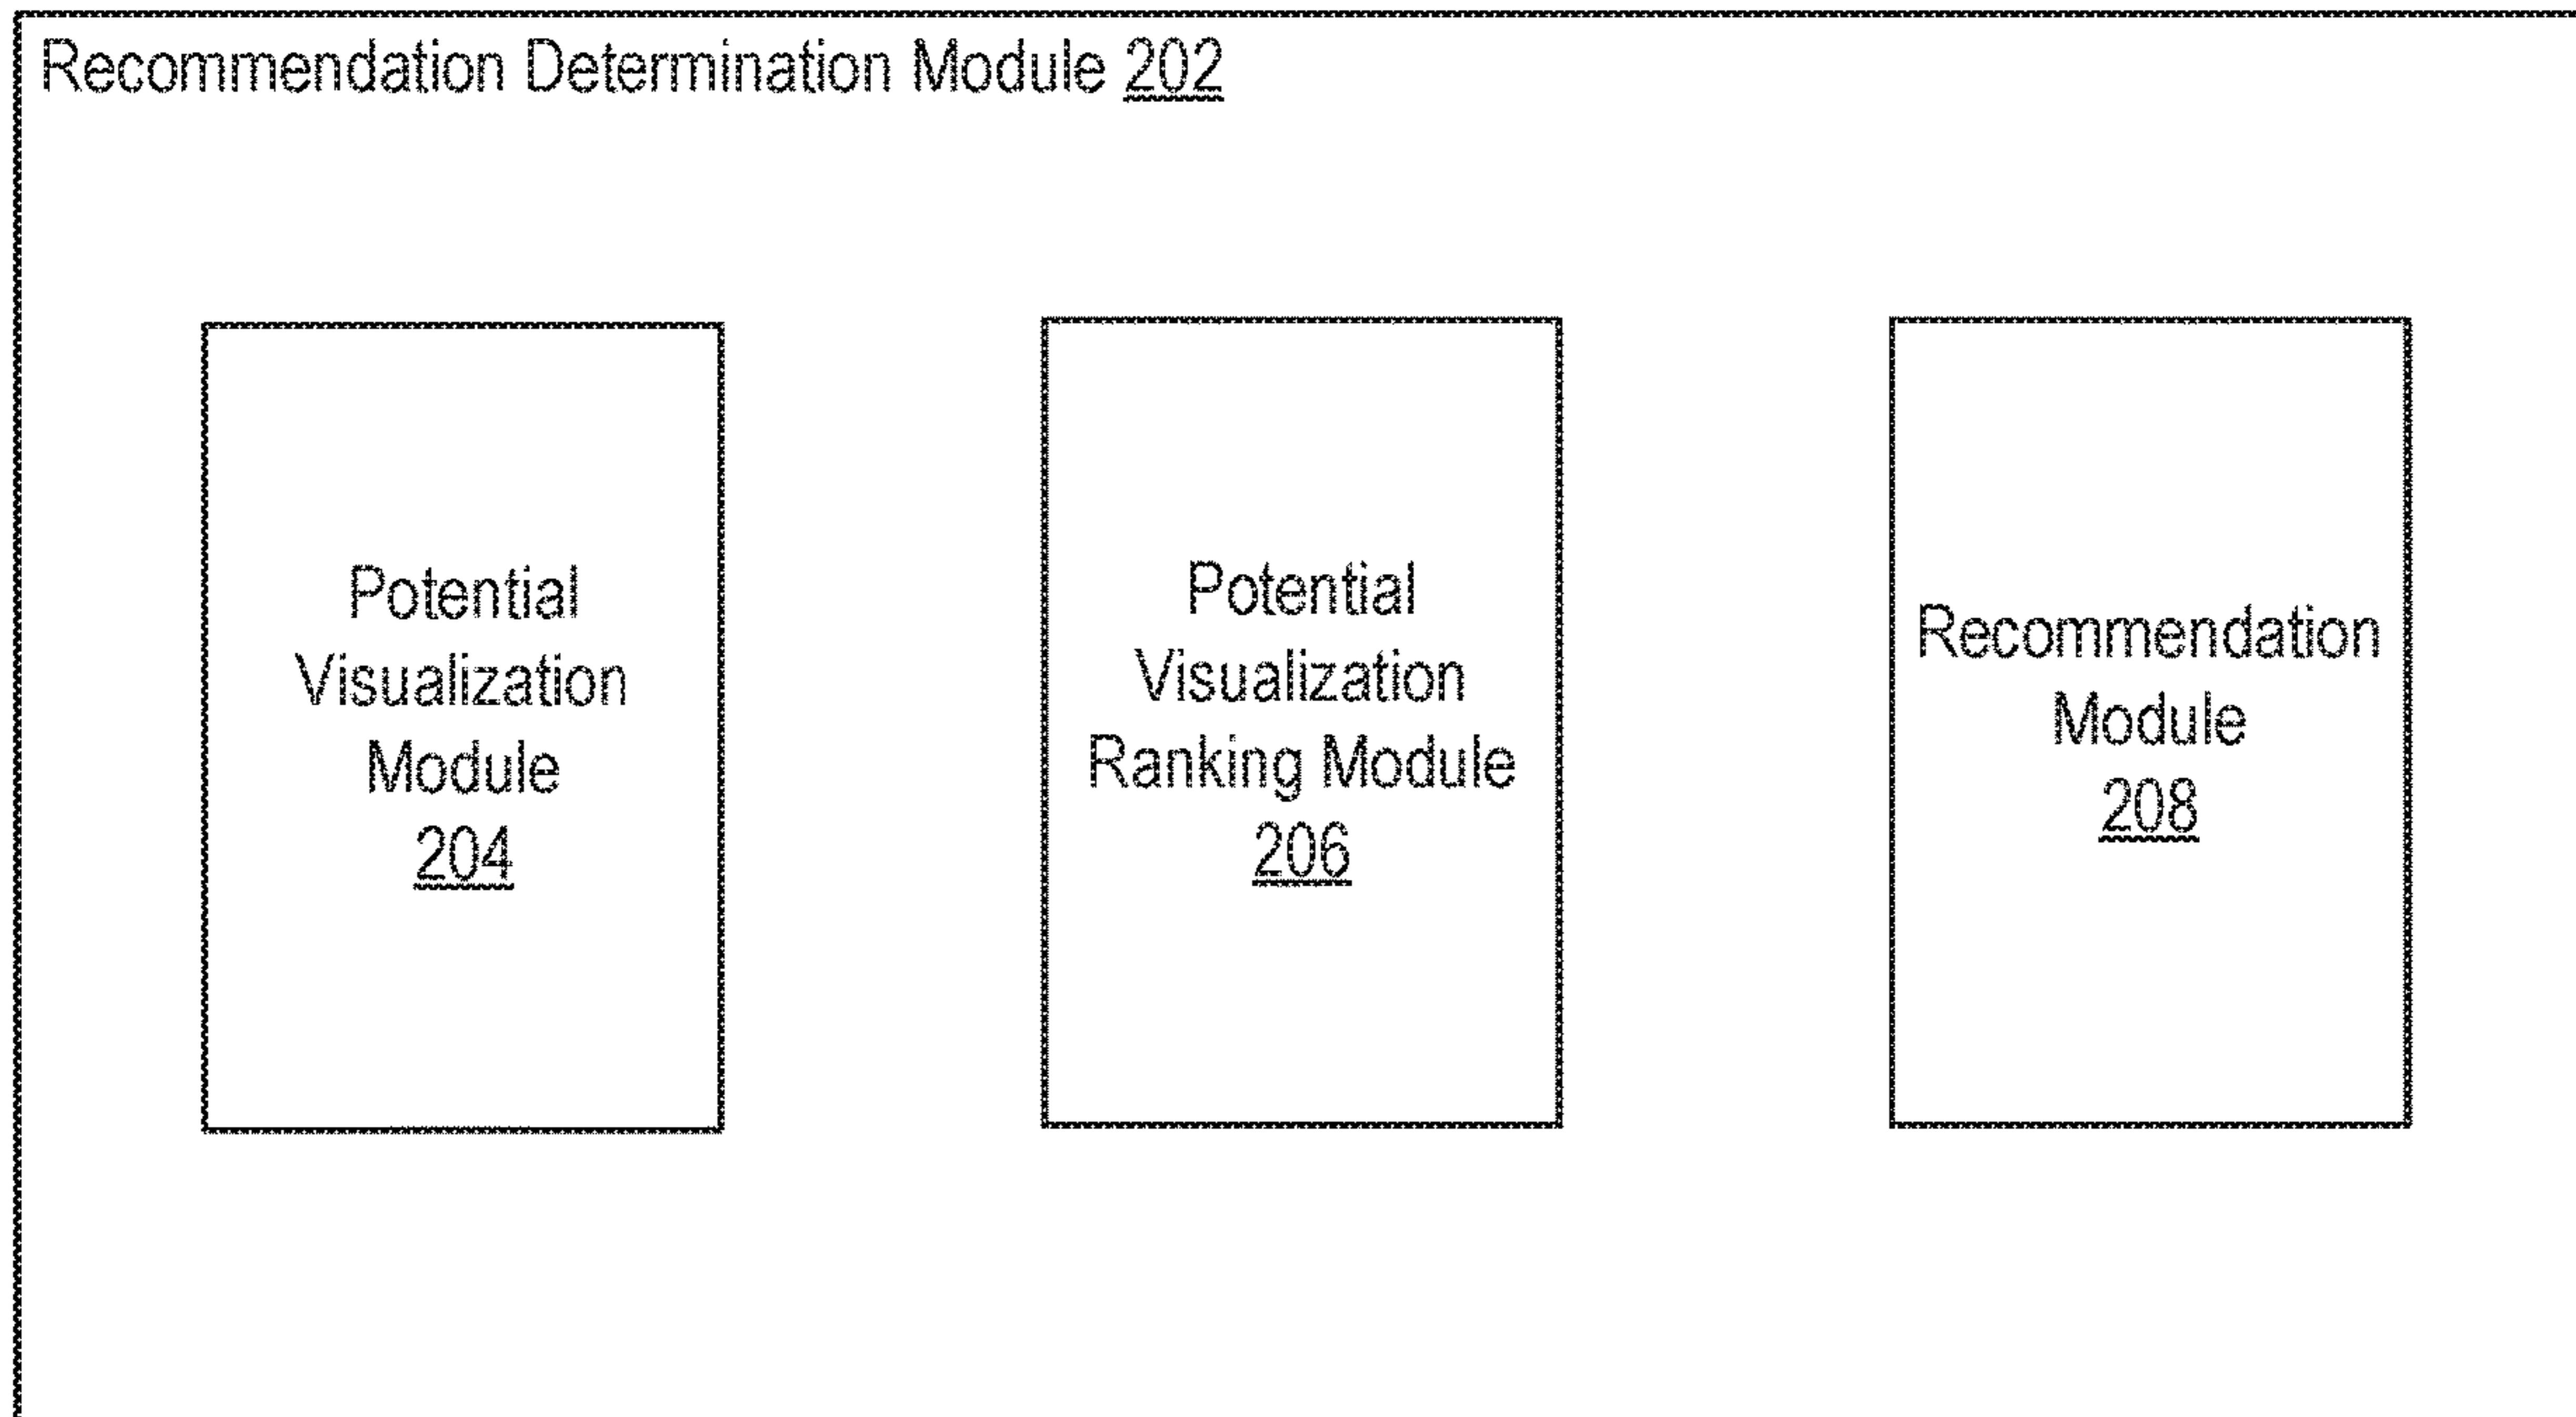 Recommendation Determination Module 202
Potential
Visualization
Module
204
Potential
Visualization
Ranking Module
206
Recommendation
Module
208